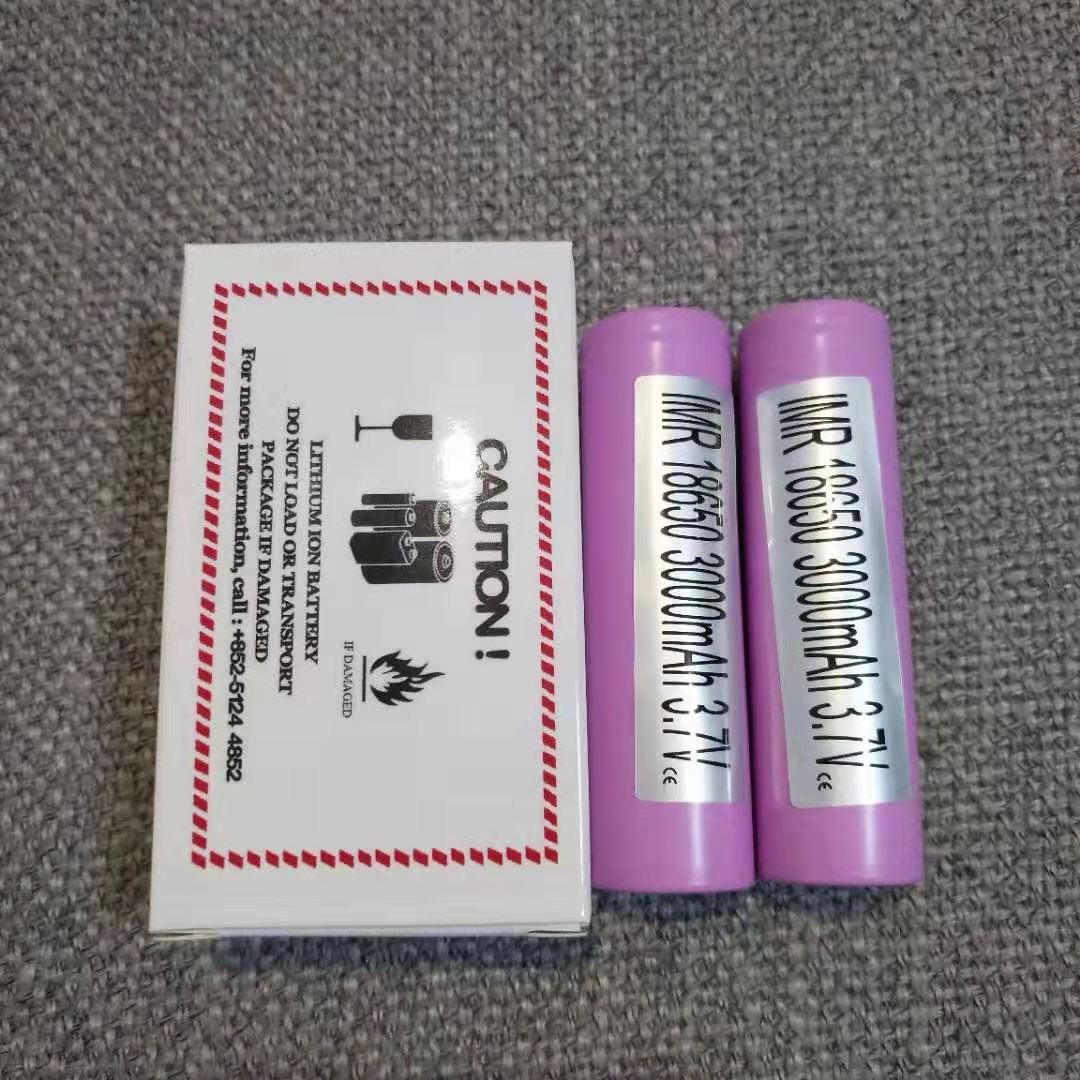 CAUTION !
IF DAMAGED
LITHIUM ION BATTERY
DO NOT LOAD OR TRANSPORT
PACKAGE IF DAMAGED
For more information, call : +852-5124 4852
IMR 18650 3000mAh 3.7V
CE
IMR 18650 3000mAh 3.7V
CE